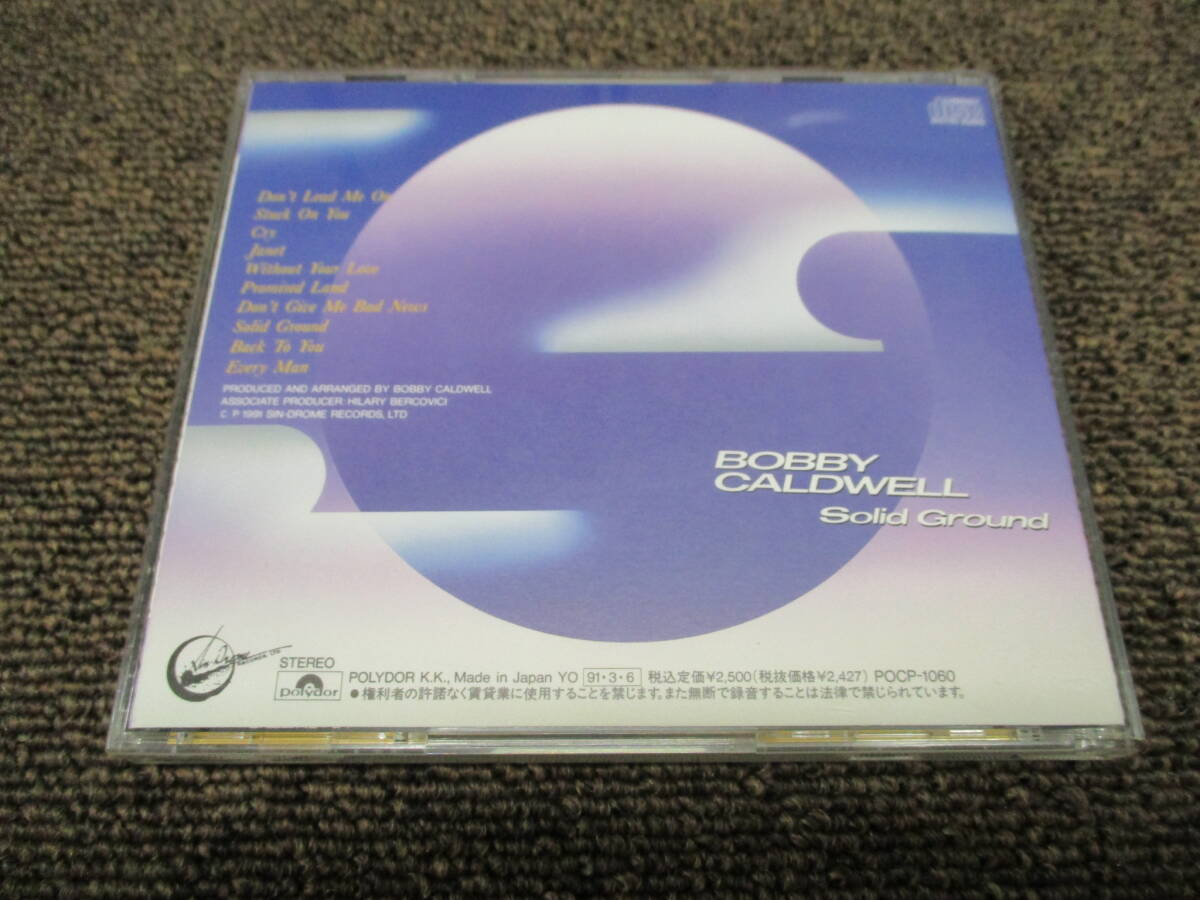 Don't Lead Me On
Stuck On You
Cry
Janet
Without Your Love
Promised Land
Don't Give Me Bad News
Solid Ground
Back To You
Every Man
PRODUCED AND ARRANGED BY BOBBY CALDWELL
ASSOCIATE PRODUCER: HILARY BERCOVICI
C P 1991 SIN-DROME RECORDS, LTD
BOBBY
CALDWELL
Solid Ground
Sin-Drome
RECORDS, LTD.
STEREO
polydor
POLYDOR K.K., Made in Japan YO 91・3・6 税込定価¥2,500(税抜価格¥2,427) POCP-1060
●権利者の許諾なく賃貸業に使用することを禁じます。また無断で録音することは法律で禁じられています。